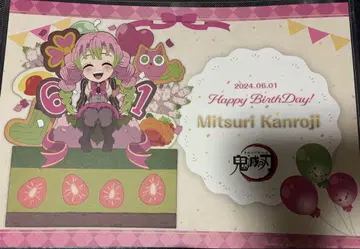 6 1
2024.06.01
Happy BirthDay!
Mitsuri Kanroji
鬼滅の刃